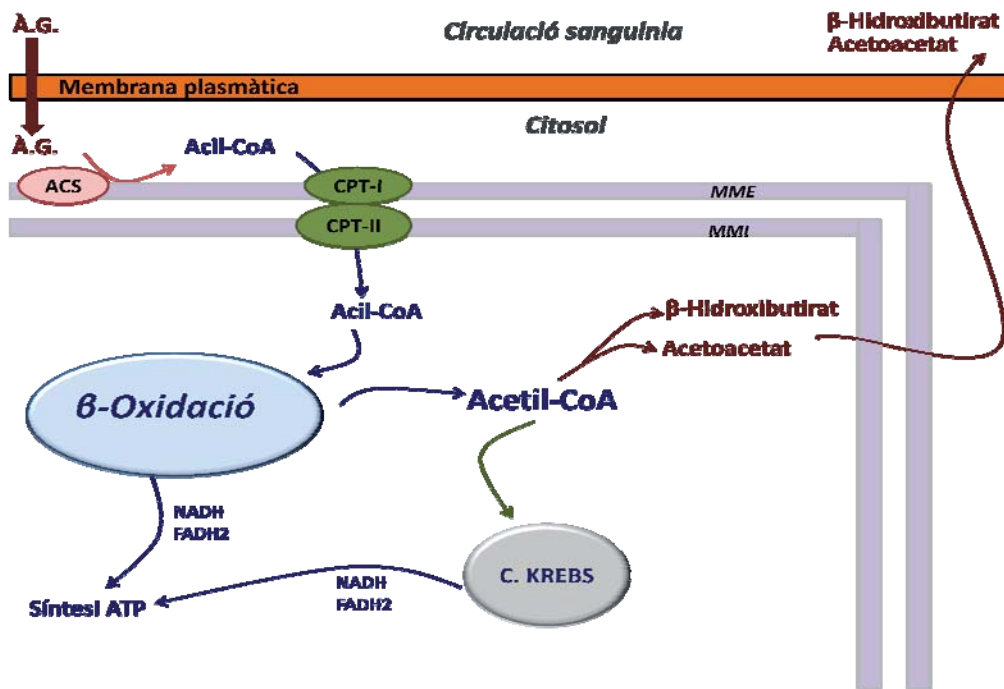 À.G.
Circulació sanguínia
β-Hidroxibutirat
Acetoacetat
Membrana plasmàtica
Citosol
À.G.
Acil-CoA
ACS
CPT-I
MME
CPT-II
MMI
Acil-CoA
β-Hidroxibutirat
Acetoacetat
β-Oxidació
Acetil-CoA
NADH
FADH2
C. KREBS
NADH
FADH2
Síntesi ATP